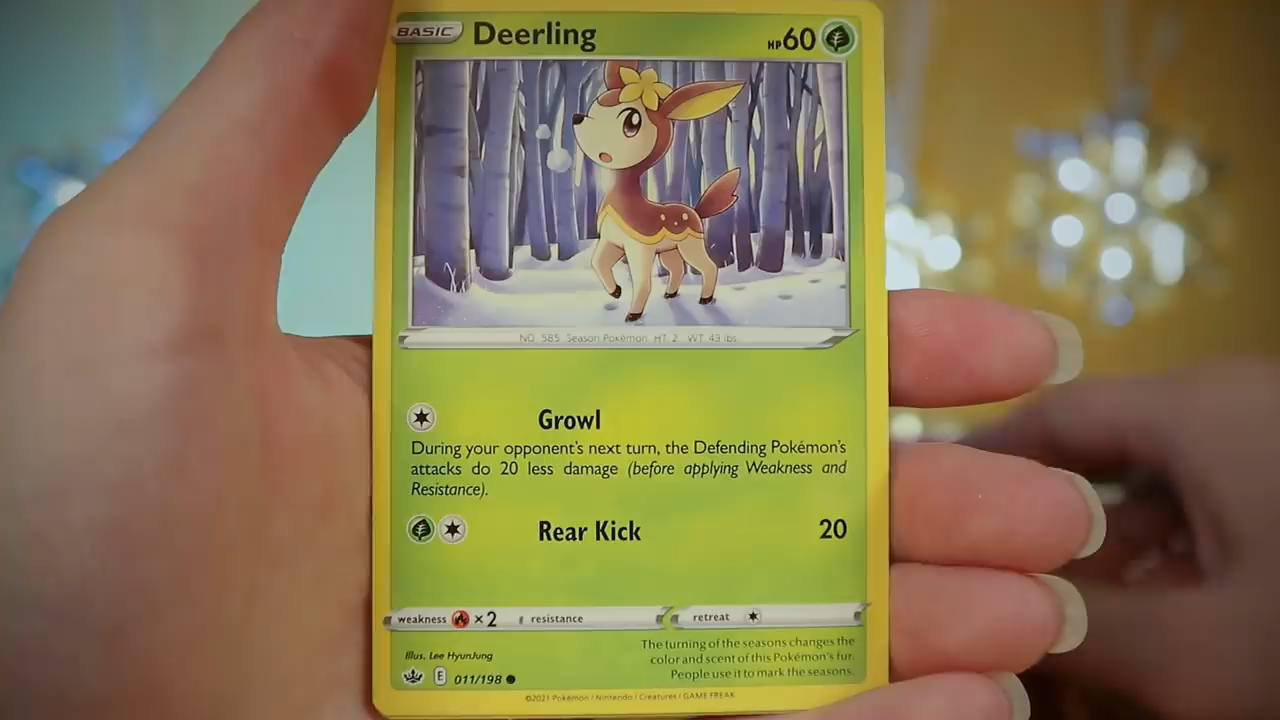 BASIC Deerling HP60
NO. 585 Season Pokémon HT. 2 WT. 43 lbs.
Growl
During your opponent's next turn, the Defending Pokémon's
attacks do 20 less damage (before applying Weakness and
Resistance).
Rear Kick 20
weakness ×2 resistance retreat
Illus. Lee HyunJung
The turning of the seasons changes the
color and scent of this Pokémon's fur.
People use it to mark the seasons.
E 011/198
©2021 Pokémon / Nintendo / Creatures / GAME FREAK